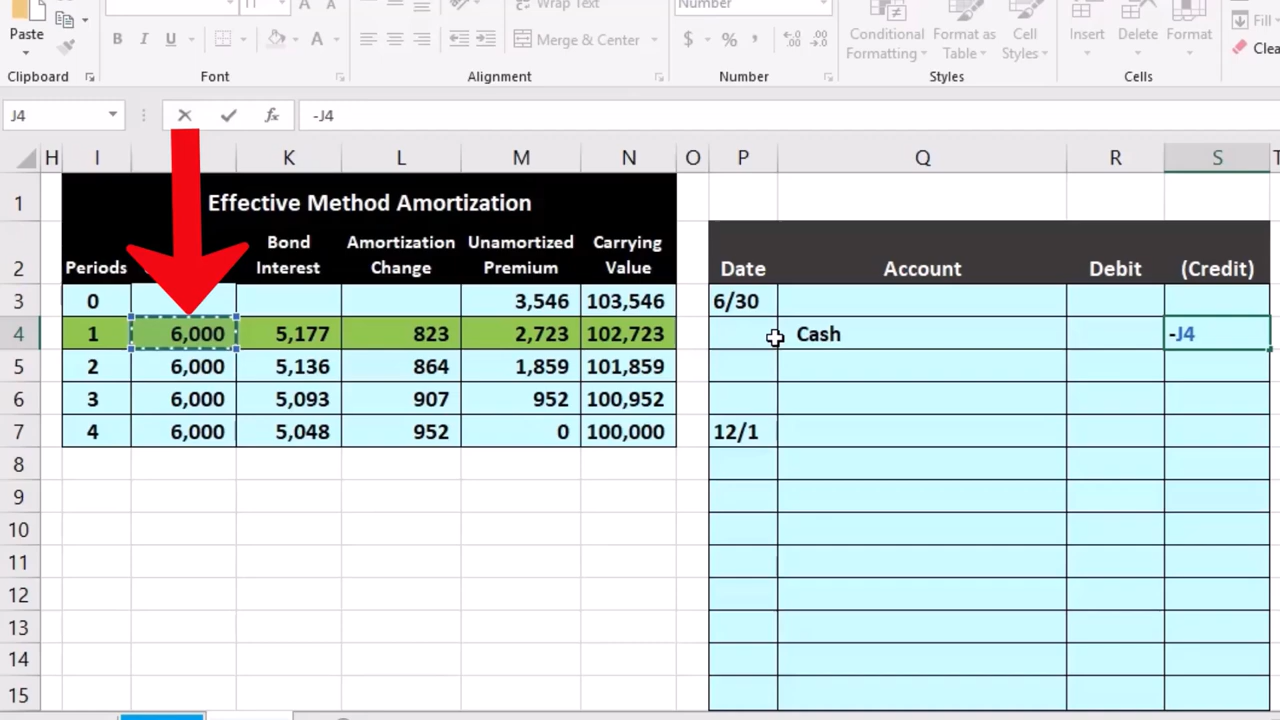 11 A A
Wrap Text
Number
Paste
B I U
A
Merge & Center
$ % ,
Conditional Formatting
Format as Table
Cell Styles
Insert Delete Format
Fill
Clea
Clipboard
Font
Alignment
Number
Styles
Cells
J4
fx
-J4
H I K L M N O P Q R S T
1 Effective Method Amortization
2 Periods
Bond Interest
Amortization Change
Unamortized Premium
Carrying Value
Date Account Debit (Credit)
3 0 3,546 103,546 6/30
4 1 6,000 5,177 823 2,723 102,723 Cash -J4
5 2 6,000 5,136 864 1,859 101,859
6 3 6,000 5,093 907 952 100,952
7 4 6,000 5,048 952 0 100,000 12/1
8
9
10
11
12
13
14
15